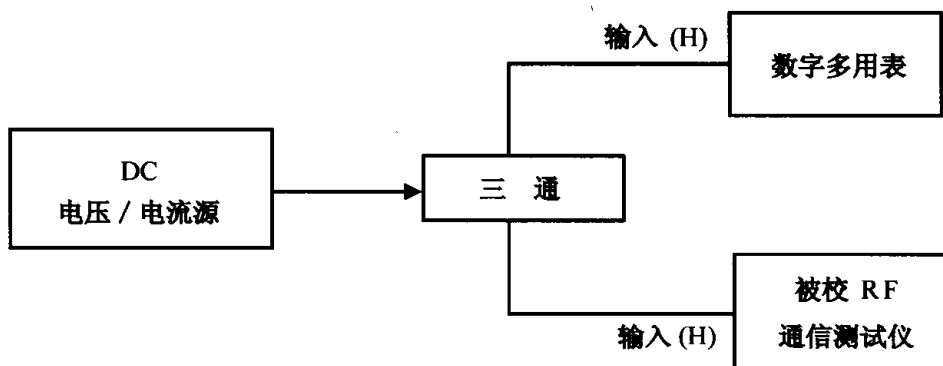 输入 (H)
数字多用表
DC
电压 / 电流源
三 通
被校 RF
通信测试仪
输入 (H)